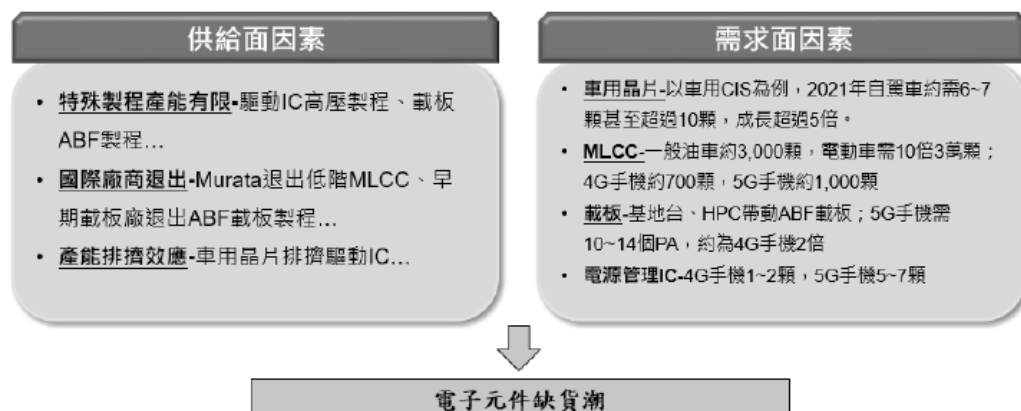 供給面因素
• 特殊製程產能有限-驅動IC高壓製程、載板
ABF製程…
• 國際廠商退出-Murata退出低階MLCC、早
期載板廠退出ABF載板製程…
• 產能排擠效應-車用晶片排擠驅動IC…
需求面因素
• 車用晶片-以車用CIS為例，2021年自駕車約需6~7
顆甚至超過10顆，成長超過5倍。
• MLCC-一般油車約3,000顆，電動車需10倍3萬顆；
4G手機約700顆，5G手機約1,000顆
• 載板-基地台、HPC帶動ABF載板；5G手機需
10~14個PA，約為4G手機2倍
• 電源管理IC-4G手機1~2顆，5G手機5~7顆
電子元件缺貨潮